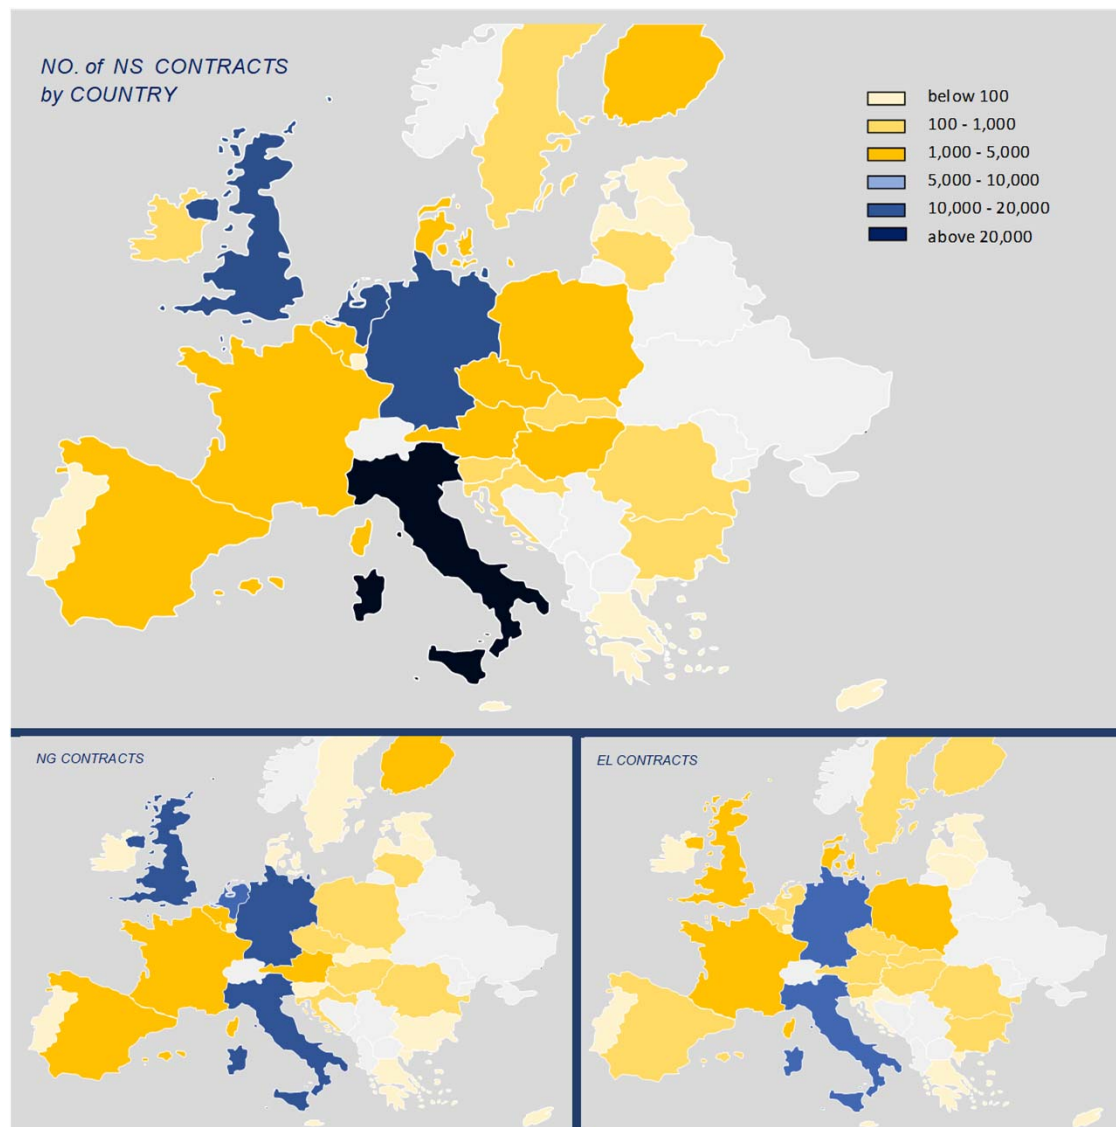 NO. of NS CONTRACTS
by COUNTRY
below 100
100 - 1,000
1,000 - 5,000
5,000 - 10,000
10,000 - 20,000
above 20,000
NG CONTRACTS
EL CONTRACTS